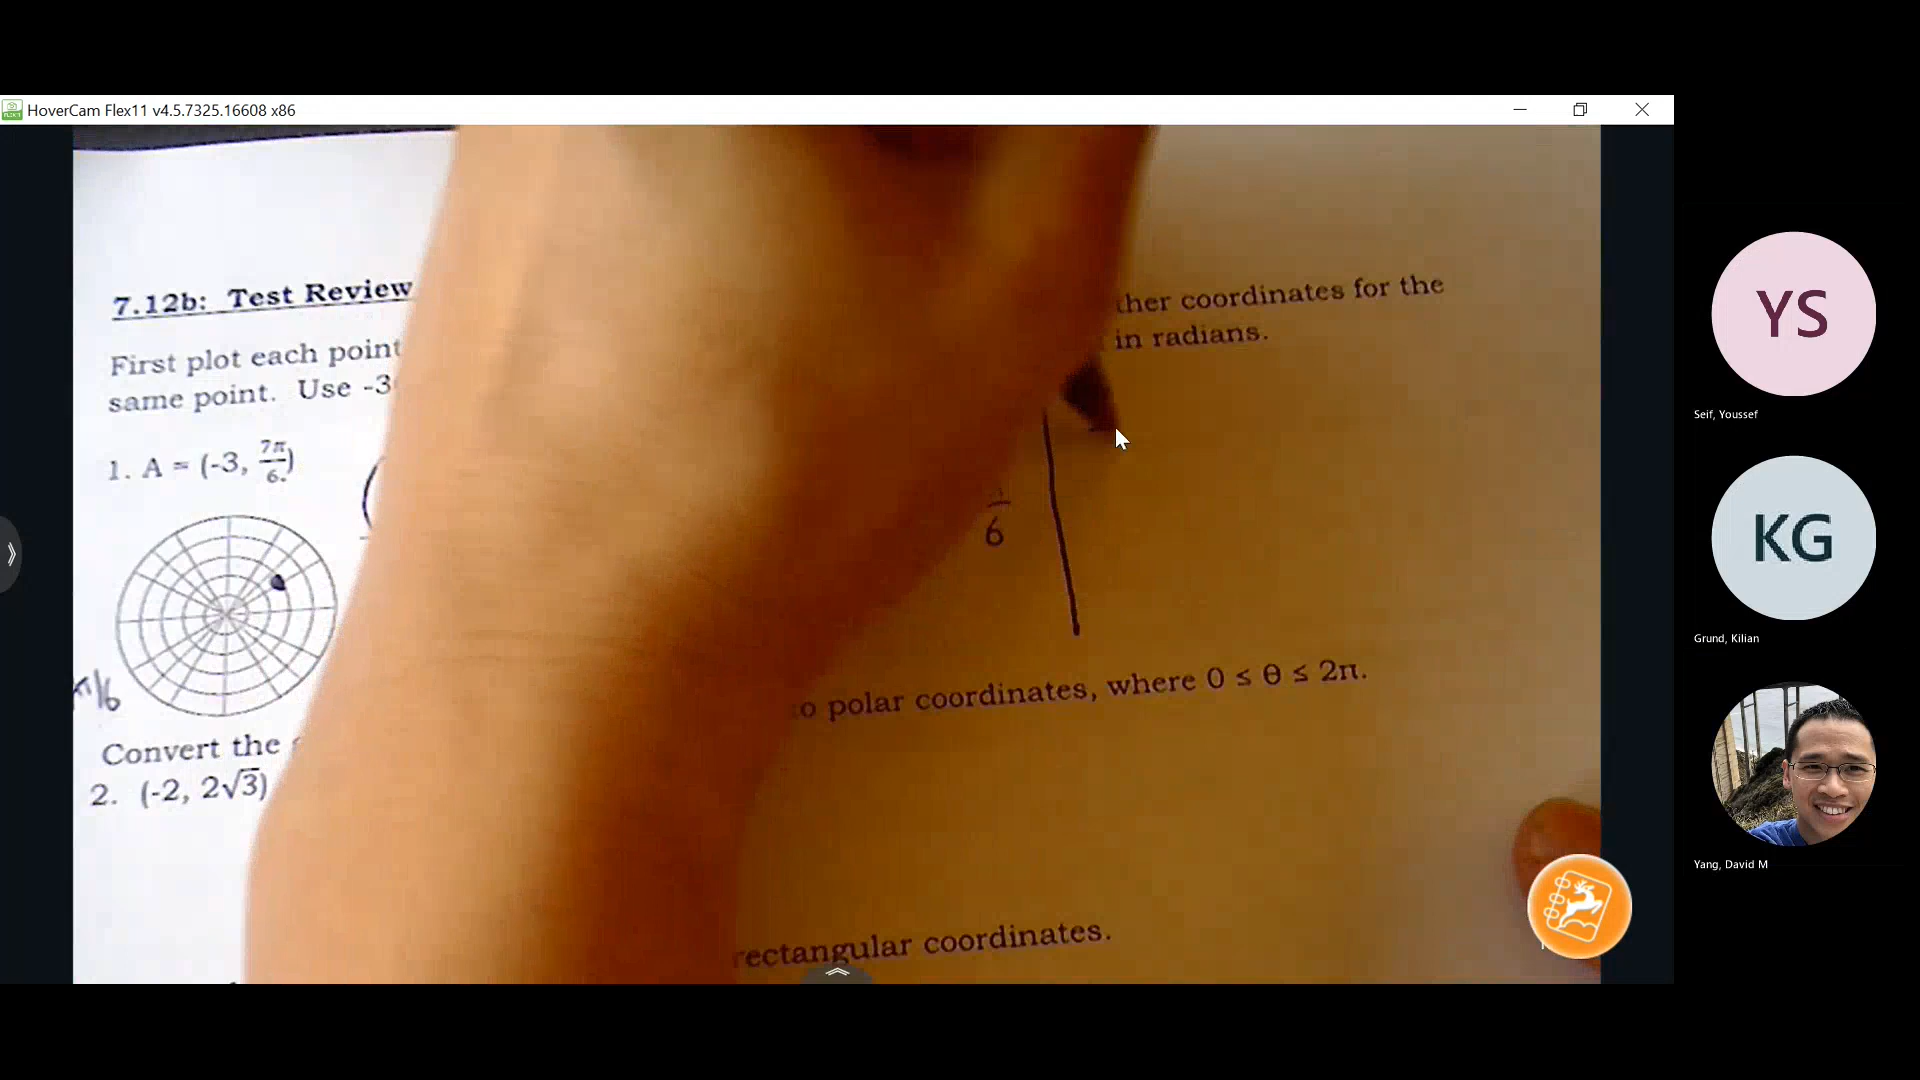 HoverCam Flex11 v4.5.7325.16608 x86
7.12b: Test Review
ther coordinates for the
First plot each point
in radians.
same point. Use -3
1. A = (-3, 7π/6)
6
π/6
to polar coordinates, where 0 ≤ θ ≤ 2π.
Convert the
2. (-2, 2√3)
rectangular coordinates.
YS
Seif, Youssef
KG
Grund, Kilian
Yang, David M